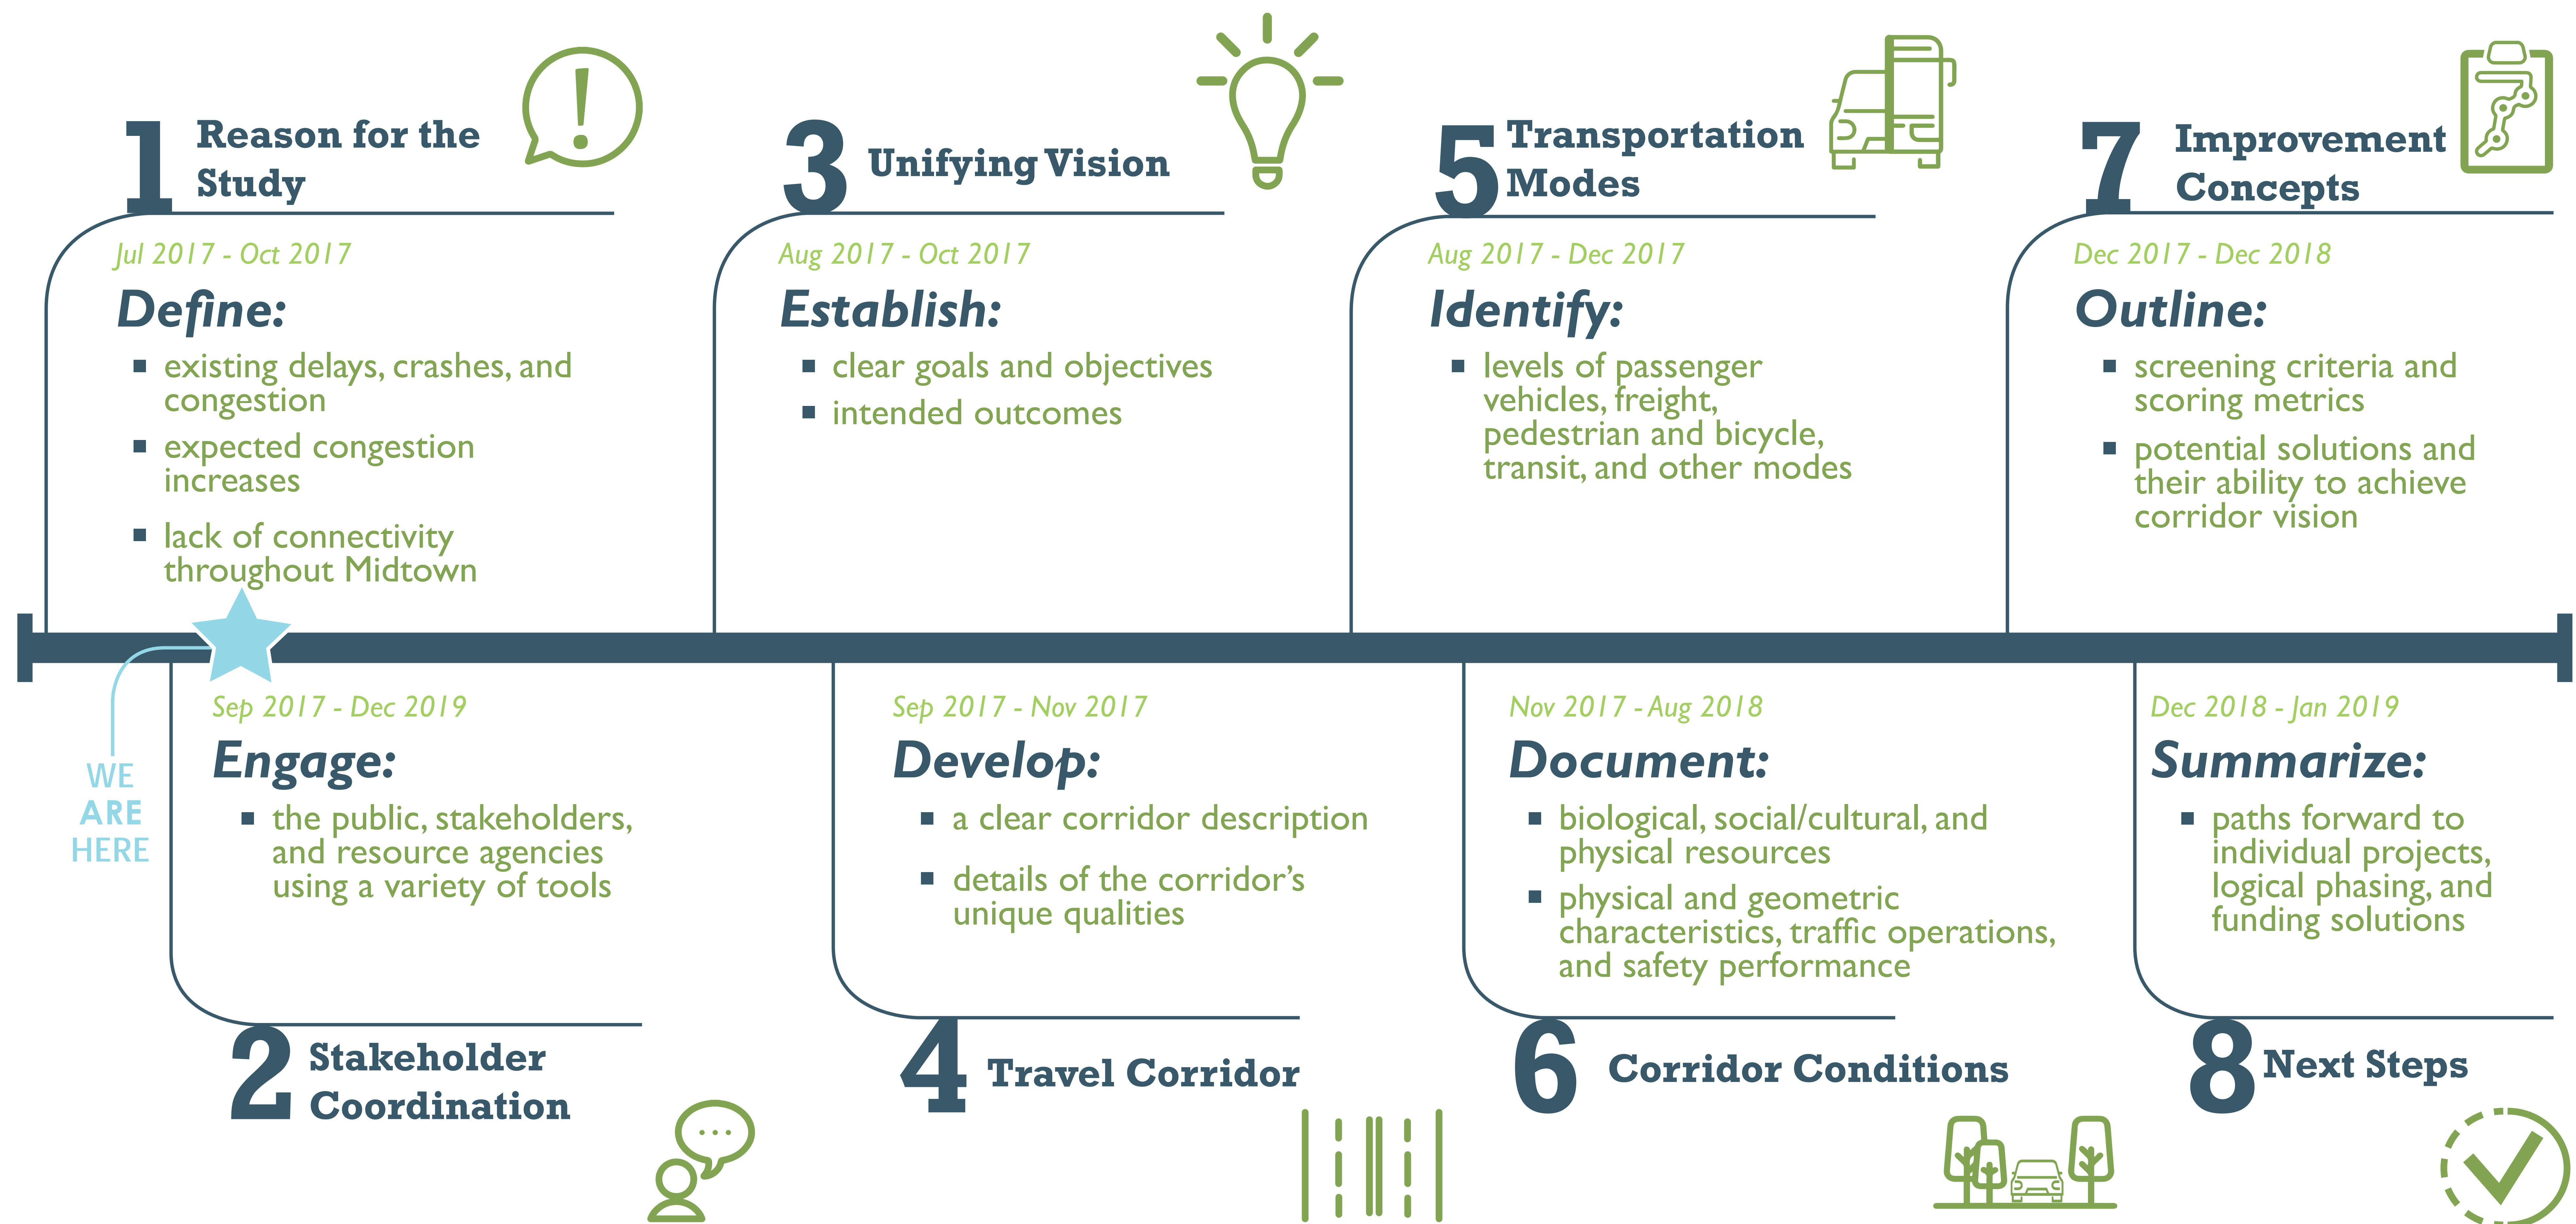 1
Reason for the
Study
Jul 2017 - Oct 2017
Define:
existing delays, crashes, and
congestion
expected congestion
increases
lack of connectivity
throughout Midtown
3
Unifying Vision
Aug 2017 - Oct 2017
Establish:
clear goals and objectives
intended outcomes
5
Transportation
Modes
Aug 2017 - Dec 2017
Identify:
levels of passenger
vehicles, freight,
pedestrian and bicycle,
transit, and other modes
7
Improvement
Concepts
Dec 2017 - Dec 2018
Outline:
screening criteria and
scoring metrics
potential solutions and
their ability to achieve
corridor vision
WE
ARE
HERE
Sep 2017 - Dec 2019
Engage:
the public, stakeholders,
and resource agencies
using a variety of tools
2
Stakeholder
Coordination
Sep 2017 - Nov 2017
Develop:
a clear corridor description
details of the corridor’s
unique qualities
4
Travel Corridor
Nov 2017 - Aug 2018
Document:
biological, social/cultural, and
physical resources
physical and geometric
characteristics, traffic operations,
and safety performance
6
Corridor Conditions
Dec 2018 - Jan 2019
Summarize:
paths forward to
individual projects,
logical phasing, and
funding solutions
8
Next Steps